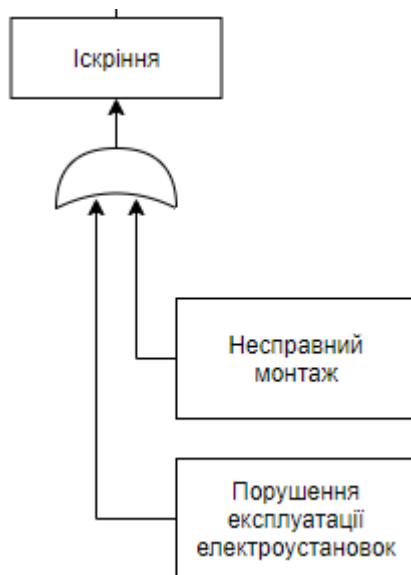 Іскріння
Несправний
монтаж
Порушення
експлуатації
електроустановок